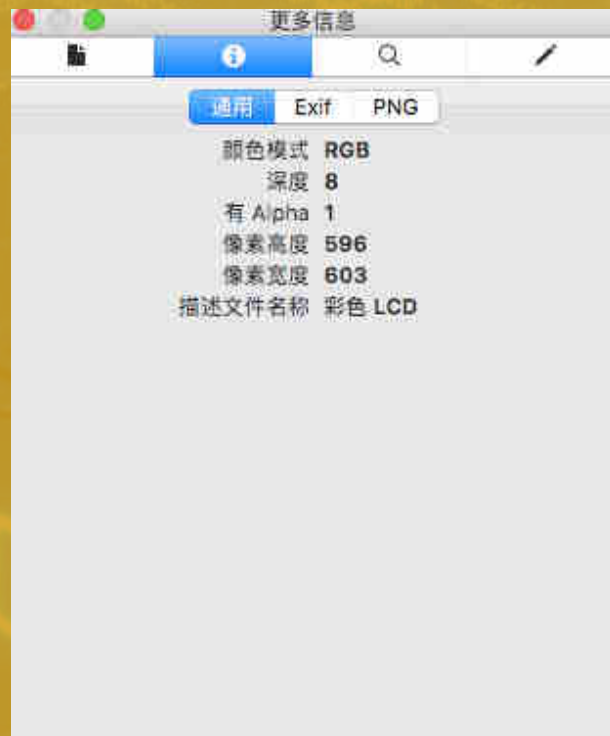 更多信息
通用 Exif PNG
颜色模式 RGB
深度 8
有 Alpha 1
像素高度 596
像素宽度 603
描述文件名称 彩色 LCD